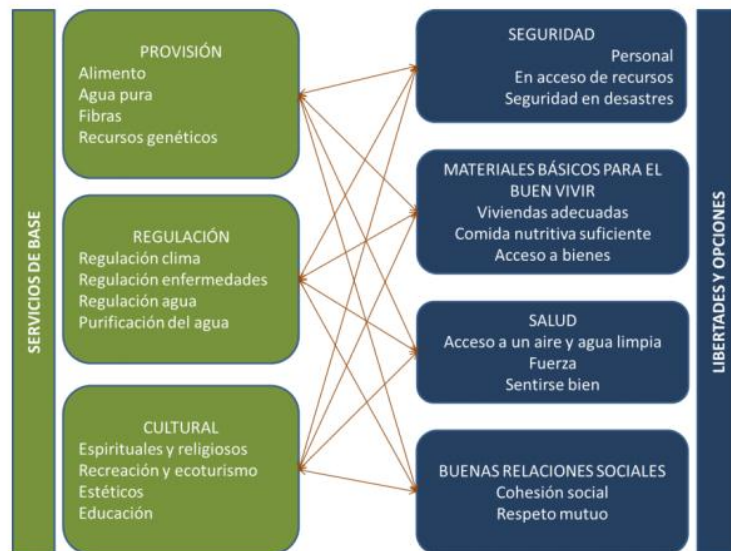 SERVICIOS DE BASE
PROVISIÓN
Alimento
Agua pura
Fibras
Recursos genéticos
REGULACIÓN
Regulación clima
Regulación enfermedades
Regulación agua
Purificación del agua
CULTURAL
Espirituales y religiosos
Recreación y ecoturismo
Estéticos
Educación
SEGURIDAD
Personal
En acceso de recursos
Seguridad en desastres
MATERIALES BÁSICOS PARA EL
BUEN VIVIR
Viviendas adecuadas
Comida nutritiva suficiente
Acceso a bienes
SALUD
Acceso a un aire y agua limpia
Fuerza
Sentirse bien
BUENAS RELACIONES SOCIALES
Cohesión social
Respeto mutuo
LIBERTADES Y OPCIONES